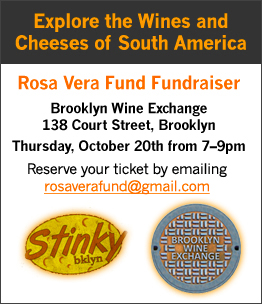 Explore the Wines and
Cheeses of South America
Rosa Vera Fund Fundraiser
Brooklyn Wine Exchange
138 Court Street, Brooklyn
Thursday, October 20th from 7–9pm
Reserve your ticket by emailing
rosaverafund@gmail.com
Stinky
bklyn
BROOKLYN
WINE
EXCHANGE